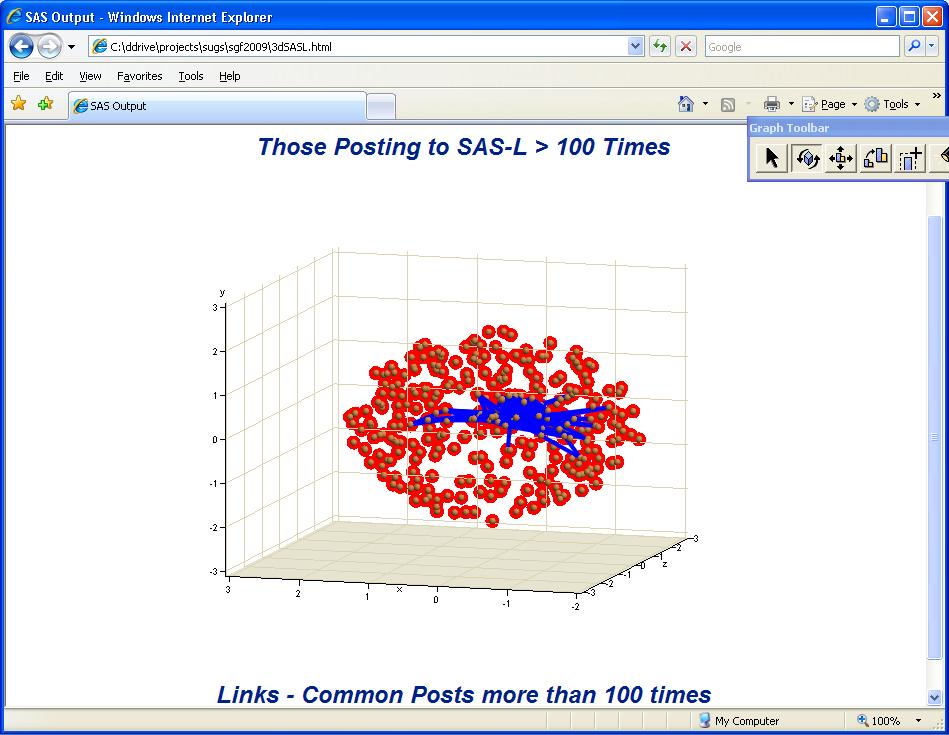 SAS Output - Windows Internet Explorer
C:\ddrive\projects\sugs\sgf2009\3dSASL.html
Google
File Edit View Favorites Tools Help
SAS Output
Page Tools
Graph Toolbar
Those Posting to SAS-L > 100 Times
y
3
2
1
0
-1
-2
-3
3
2
1
x
0
-1
-2
-3
-2
-1
0
z
1
2
3
Links - Common Posts more than 100 times
My Computer
100%